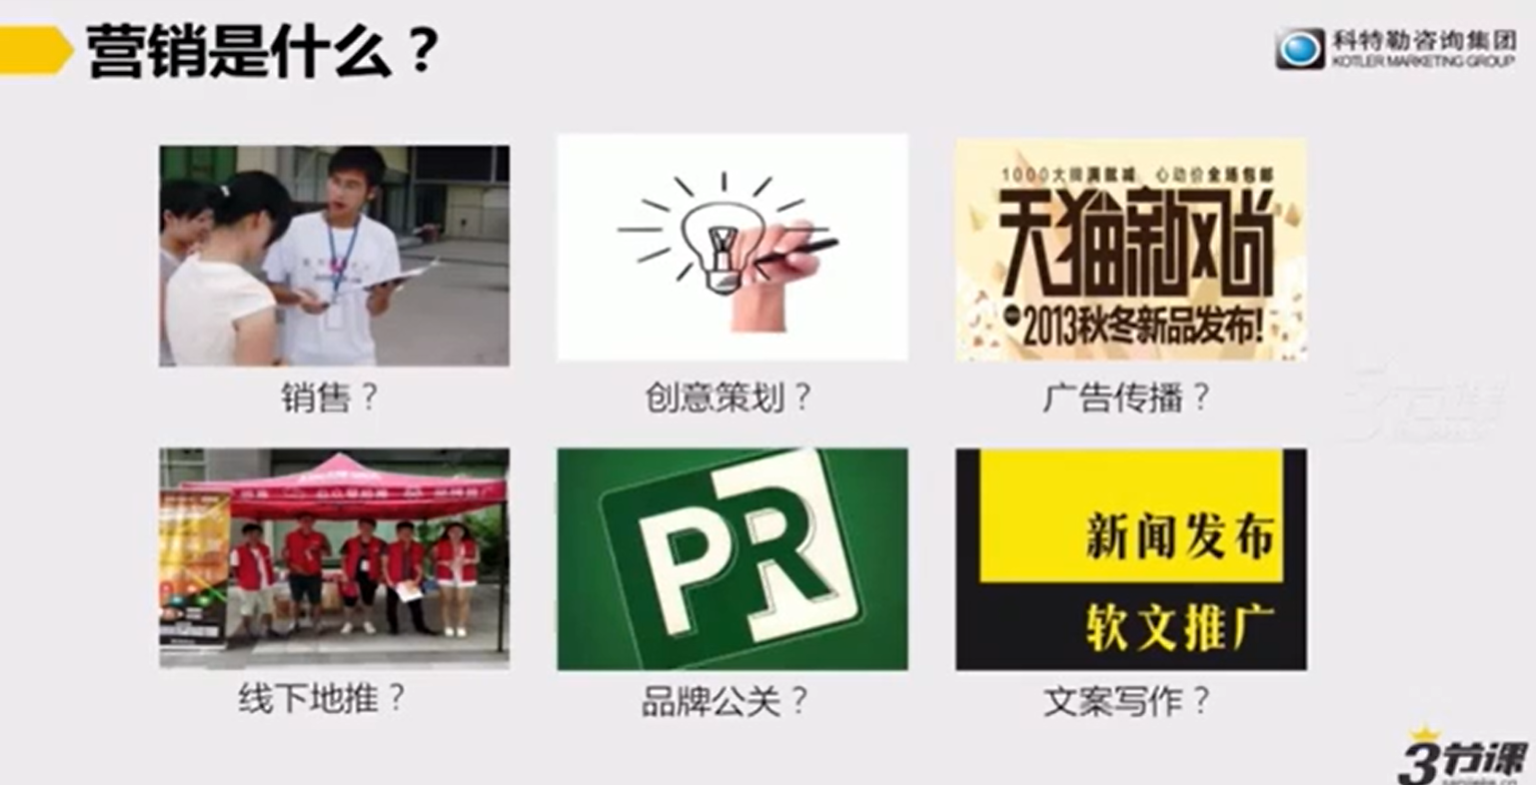 营销是什么？
科特勒咨询集团
KOTLER MARKETING GROUP
1000大牌满就减 心动价全场包邮
天猫新风尚
2013秋冬新品发布!
销售？
创意策划？
广告传播？
PR
新闻发布
软文推广
线下地推？
品牌公关？
文案写作？
3节课
sanjieke.cn